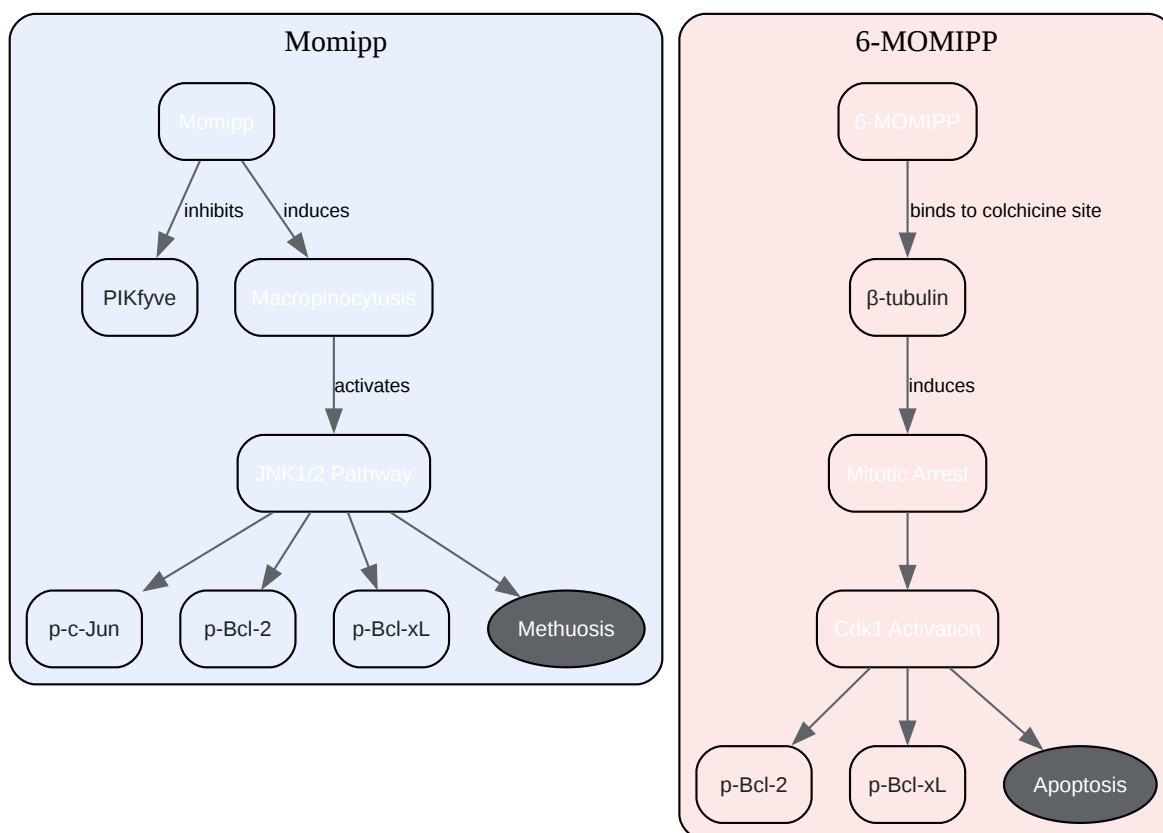 Momipp
Momipp
inhibits
induces
PIKfyve
Macropinocytosis
activates
JNK1/2 Pathway
p-c-Jun
p-Bcl-2
p-Bcl-xL
Methuosis
6-MOMIPP
6-MOMIPP
binds to colchicine site
β-tubulin
induces
Mitotic Arrest
Cdk1 Activation
p-Bcl-2
p-Bcl-xL
Apoptosis